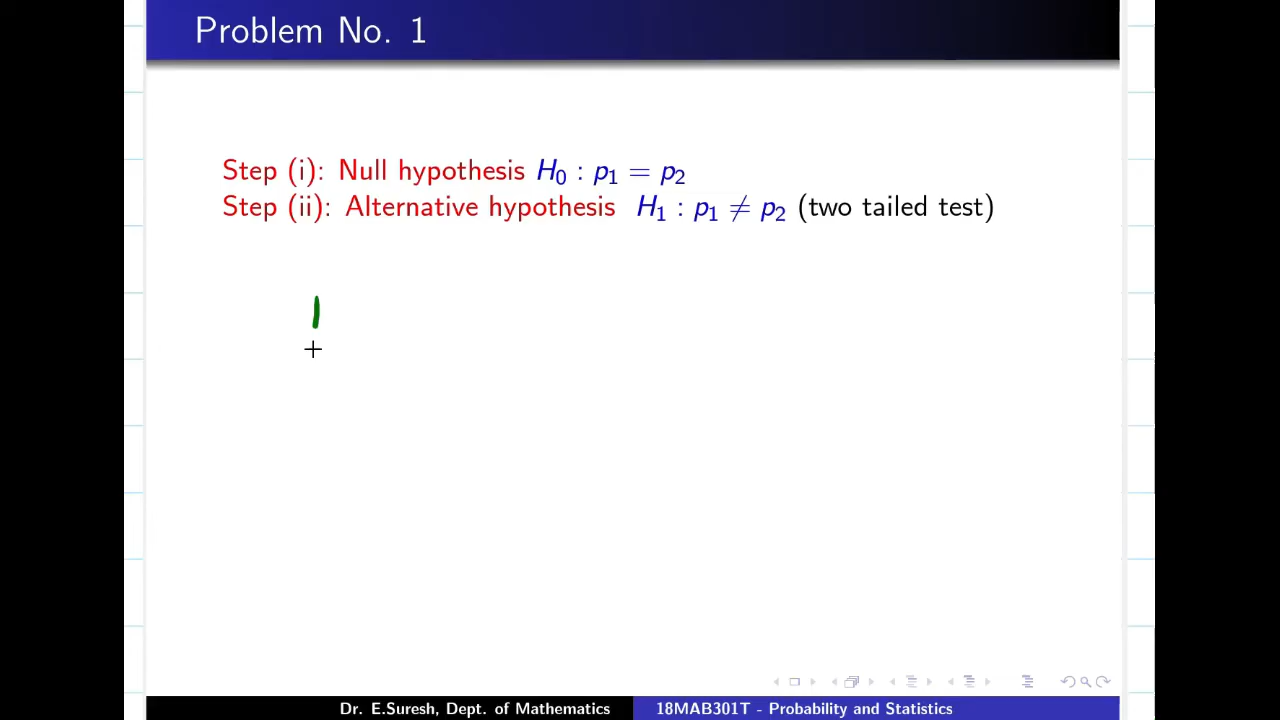 Problem No. 1
Step (i): Null hypothesis H₀ : p₁ = p₂
Step (ii): Alternative hypothesis H₁ : p₁ ≠ p₂ (two tailed test)
Dr. E.Suresh, Dept. of Mathematics 18MAB301T - Probability and Statistics